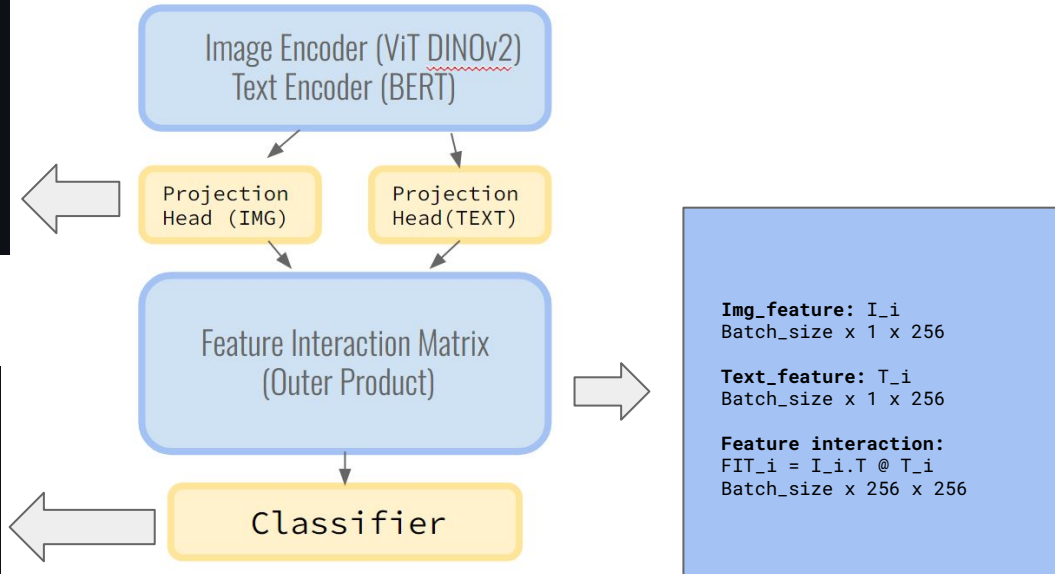 Image Encoder (ViT DINOv2)
Text Encoder (BERT)
Projection
Head (IMG)
Projection
Head(TEXT)
Feature Interaction Matrix
(Outer Product)
Classifier
Img_feature: I_i
Batch_size x 1 x 256
Text_feature: T_i
Batch_size x 1 x 256
Feature interaction:
FIT_i = I_i.T @ T_i
Batch_size x 256 x 256